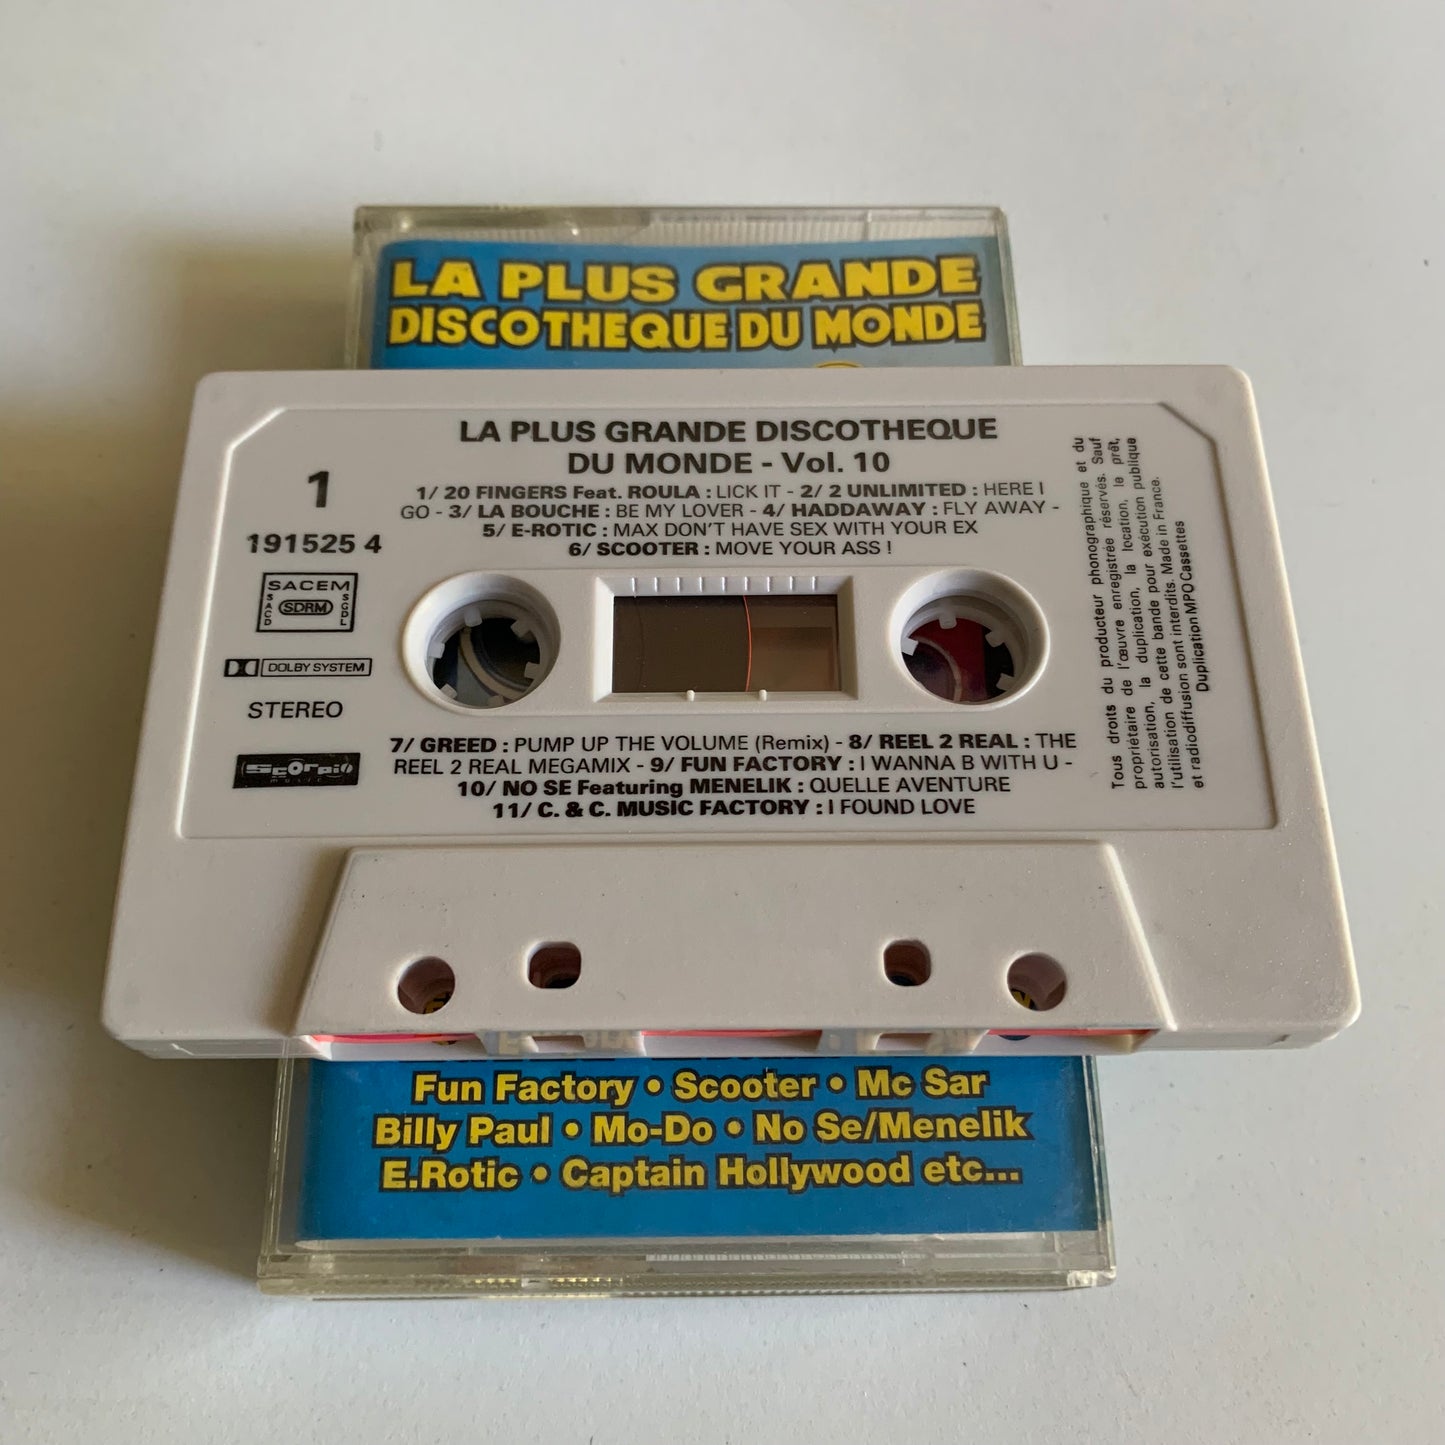 LA PLUS GRANDE
DISCOTHEQUE DU MONDE
LA PLUS GRANDE DISCOTHEQUE
DU MONDE - Vol. 10
1
191525 4
1/ 20 FINGERS Feat. ROULA : LICK IT - 2/ 2 UNLIMITED : HERE I
GO - 3/ LA BOUCHE : BE MY LOVER - 4/ HADDAWAY : FLY AWAY -
5/ E-ROTIC : MAX DON'T HAVE SEX WITH YOUR EX
6/ SCOOTER : MOVE YOUR ASS !
SACEM
SACD
SDRM
SGDL
DOLBY SYSTEM
STEREO
Scorpio
music
7/ GREED : PUMP UP THE VOLUME (Remix) - 8/ REEL 2 REAL : THE
REEL 2 REAL MEGAMIX - 9/ FUN FACTORY : I WANNA B WITH U -
10/ NO SE Featuring MENELIK : QUELLE AVENTURE
11/ C. & C. MUSIC FACTORY : I FOUND LOVE
Tous droits du producteur phonographique et du
propriétaire de l'œuvre enregistrée réservés. Sauf
autorisation, la duplication, la location, le prêt,
l'utilisation de cette bande pour exécution publique
et radiodiffusion sont interdits. Made in France.
Duplication MPO Cassettes
Fun Factory • Scooter • Mc Sar
Billy Paul • Mo-Do • No Se/Menelik
E.Rotic • Captain Hollywood etc...